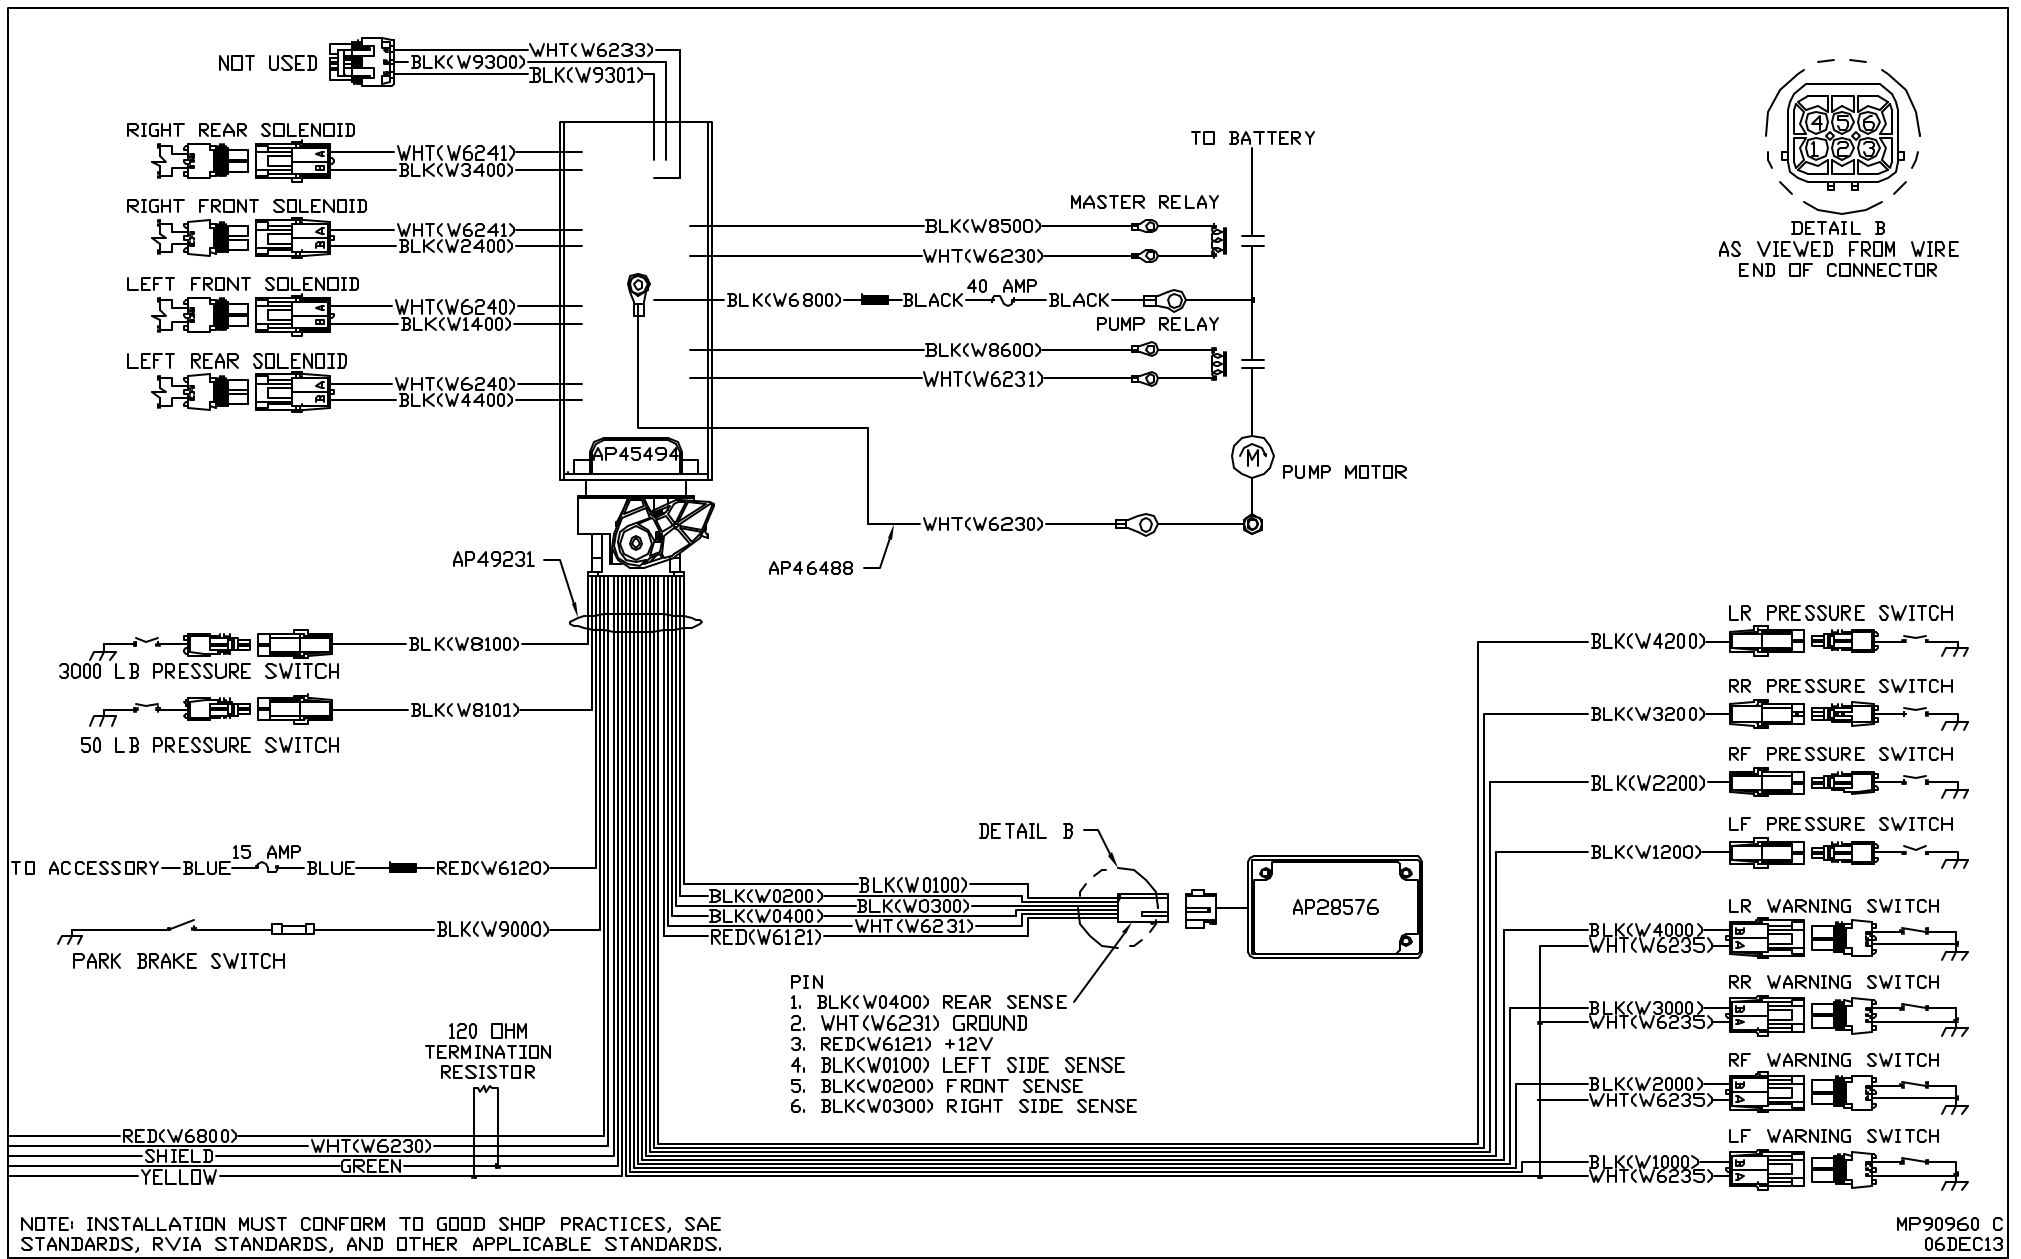 NOT USED
WHT(W6233)
BLK(W9300)
BLK(W9301)
RIGHT REAR SOLENOID
A
B
WHT(W6241)
BLK(W3400)
RIGHT FRONT SOLENOID
A
B
WHT(W6241)
BLK(W2400)
LEFT FRONT SOLENOID
A
B
WHT(W6240)
BLK(W1400)
LEFT REAR SOLENOID
A
B
WHT(W6240)
BLK(W4400)
AP45494
TO BATTERY
MASTER RELAY
BLK(W8500)
WHT(W6230)
BLK(W6800)
BLACK
40 AMP
BLACK
PUMP RELAY
BLK(W8600)
WHT(W6231)
M
PUMP MOTOR
WHT(W6230)
AP46488
4 5 6
1 2 3
DETAIL B
AS VIEWED FROM WIRE
END OF CONNECTOR
AP49231
BLK(W8100)
3000 LB PRESSURE SWITCH
BLK(W8101)
50 LB PRESSURE SWITCH
TO ACCESSORY
BLUE
15 AMP
BLUE
RED(W6120)
BLK(W9000)
PARK BRAKE SWITCH
120 OHM
TERMINATION
RESISTOR
RED(W6800)
WHT(W6230)
SHIELD
GREEN
YELLOW
DETAIL B
BLK(W0100)
BLK(W0200)
BLK(W0300)
BLK(W0400)
WHT(W6231)
RED(W6121)
AP28576
PIN
1. BLK(W0400) REAR SENSE
2. WHT(W6231) GROUND
3. RED(W6121) +12V
4. BLK(W0100) LEFT SIDE SENSE
5. BLK(W0200) FRONT SENSE
6. BLK(W0300) RIGHT SIDE SENSE
LR PRESSURE SWITCH
BLK(W4200)
RR PRESSURE SWITCH
BLK(W3200)
RF PRESSURE SWITCH
BLK(W2200)
LF PRESSURE SWITCH
BLK(W1200)
LR WARNING SWITCH
BLK(W4000)
WHT(W6235)
B
A
RR WARNING SWITCH
BLK(W3000)
WHT(W6235)
B
A
RF WARNING SWITCH
BLK(W2000)
WHT(W6235)
B
A
LF WARNING SWITCH
BLK(W1000)
WHT(W6235)
B
A
NOTE: INSTALLATION MUST CONFORM TO GOOD SHOP PRACTICES, SAE
STANDARDS, RVIA STANDARDS, AND OTHER APPLICABLE STANDARDS.
MP90960 C
06DEC13